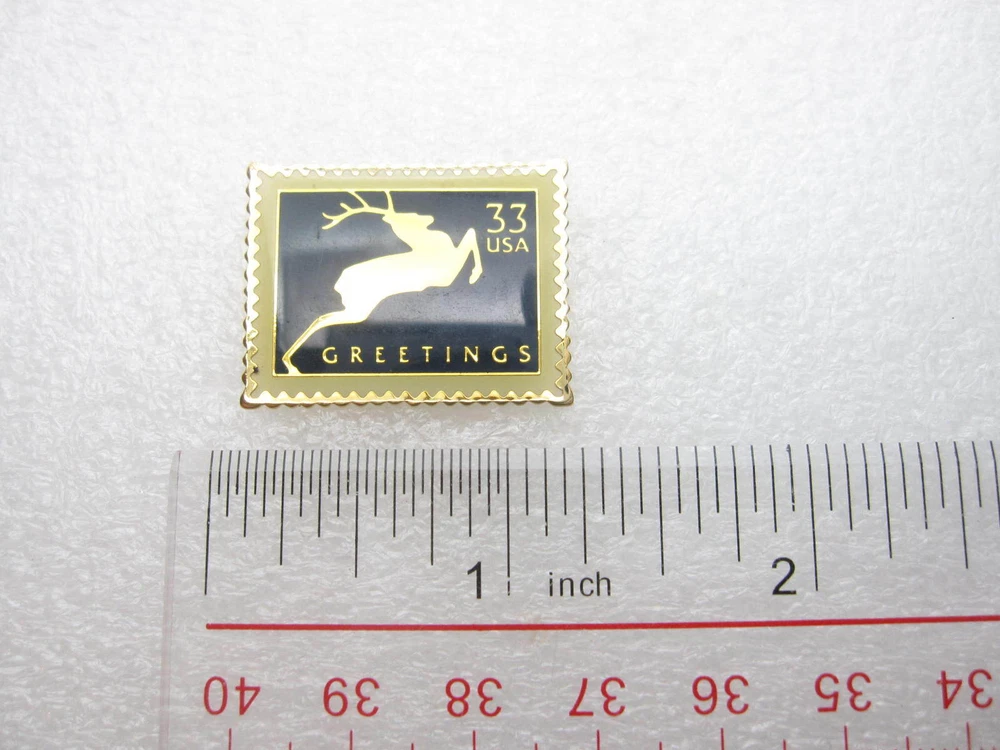 33
USA
GREETINGS
1 inch 2
40 39 38 37 36 35 34